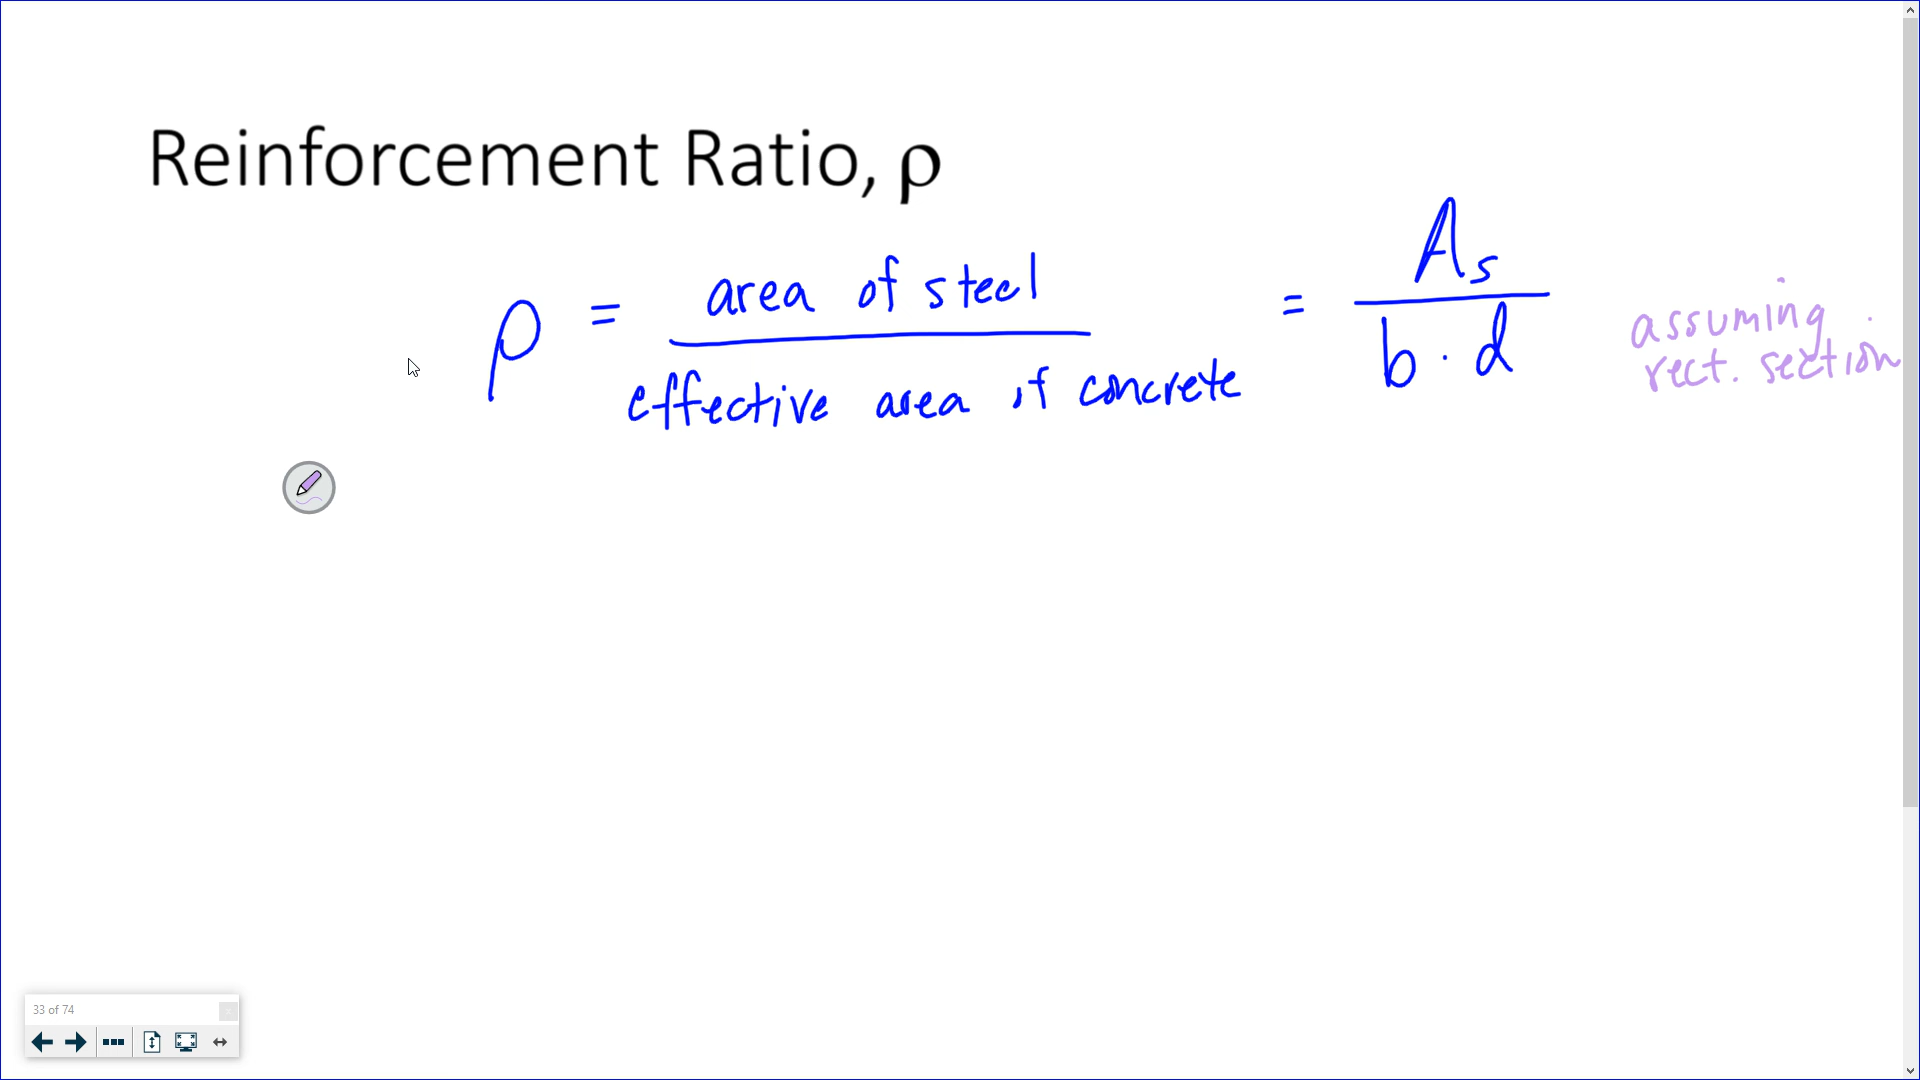 Reinforcement Ratio, ρ
ρ = area of steel / effective area of concrete = As / b · d
assuming
rect. section
33 of 74